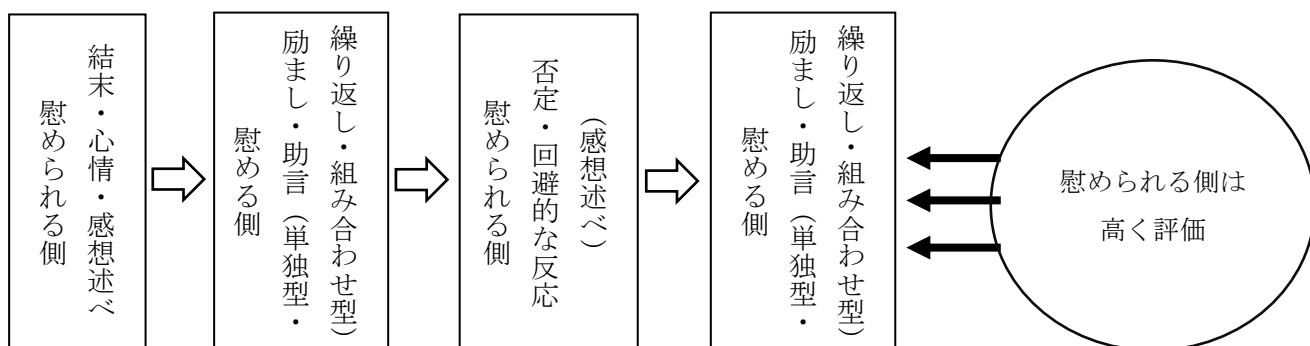 結末・心情・感想述べ
慰められる側
繰り返し・組み合わせ型）
励まし・助言（単独型・
慰める側
（感想述べ）
否定・回避的な反応
慰められる側
繰り返し・組み合わせ型）
励まし・助言（単独型・
慰める側
慰められる側は
高く評価